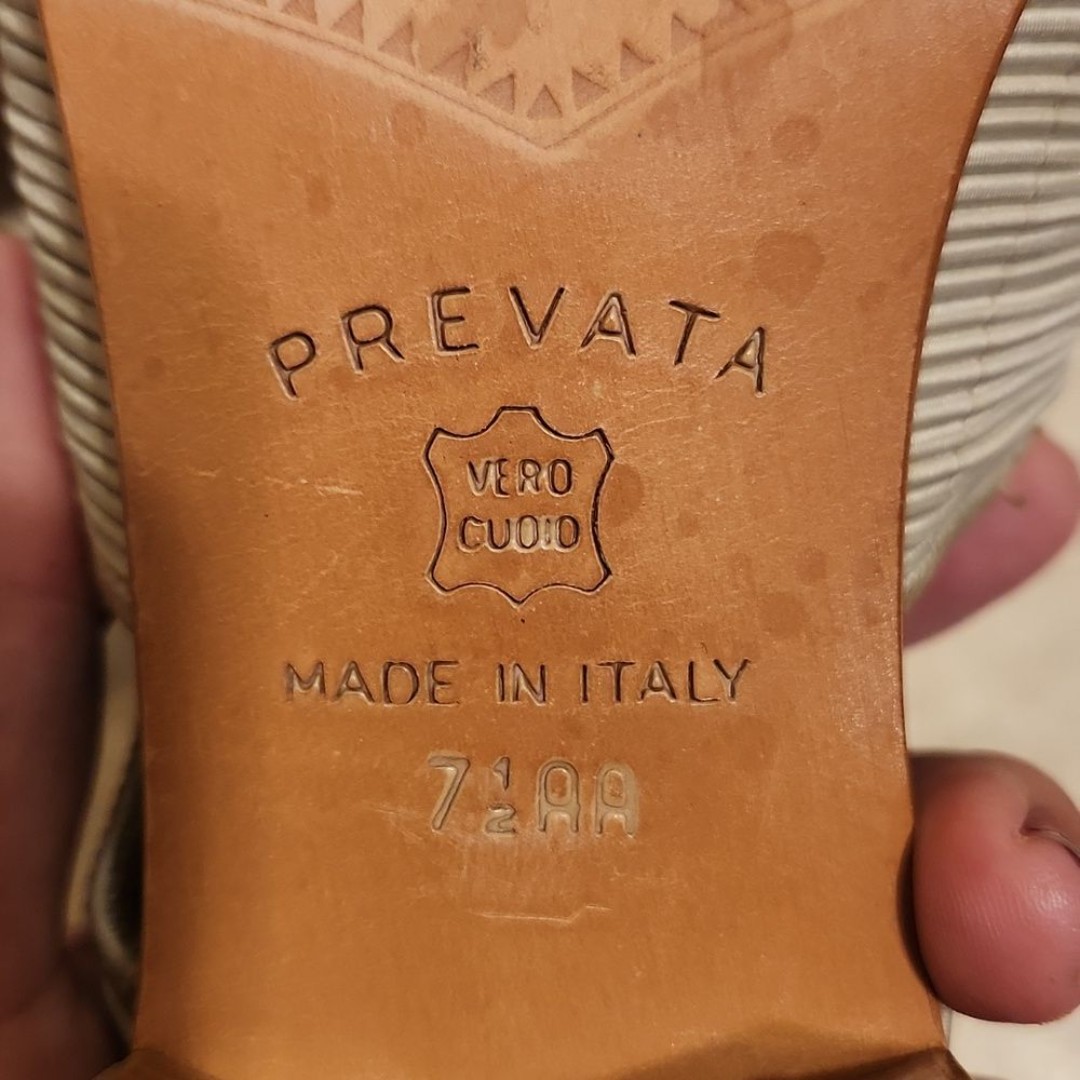 PREVATA
VERO
CUOIO
MADE IN ITALY
7½AA